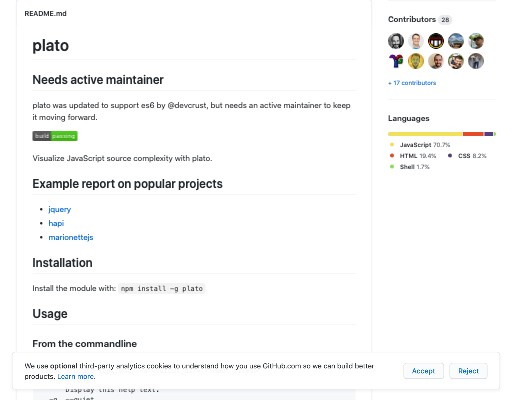 README.md
plato
Needs active maintainer
plato was updated to support es6 by @devcrust, but needs an active maintainer to keep
it moving forward.
build passing
Visualize JavaScript source complexity with plato.
Example report on popular projects
jquery
hapi
marionettejs
Installation
Install the module with: npm install -g plato
Usage
From the commandline
Contributors 26
+ 17 contributors
Languages
JavaScript 70.7%
HTML 19.4% CSS 8.2%
Shell 1.7%
We use optional third-party analytics cookies to understand how you use GitHub.com so we can build better
products. Learn more.
Accept Reject
Display this help text.
-q, --quiet